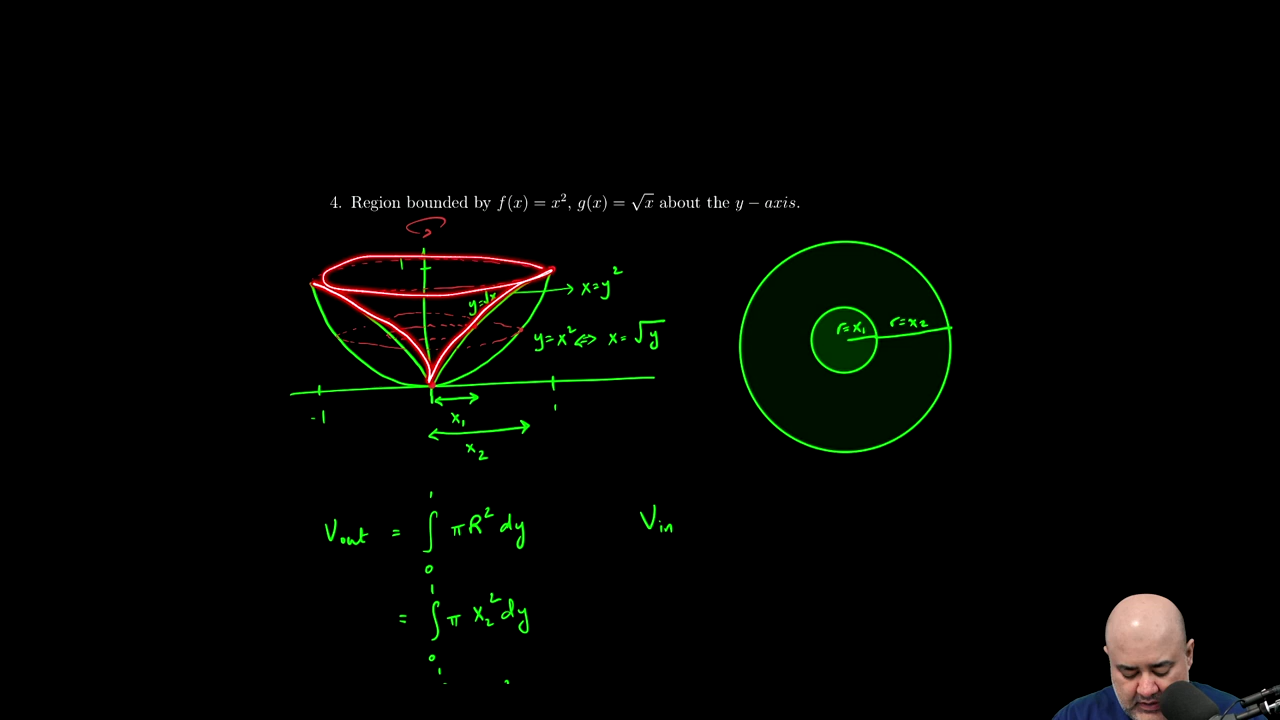 4. Region bounded by f(x) = x², g(x) = √x about the y − axis.
1
y=√x
x=y²
y=x² ⇔ x=√y
r=x₁
r=x₂
-1
1
x₁
x₂
V_out = ∫₀¹ πR² dy
V_in
= ∫₀¹ π x₂² dy